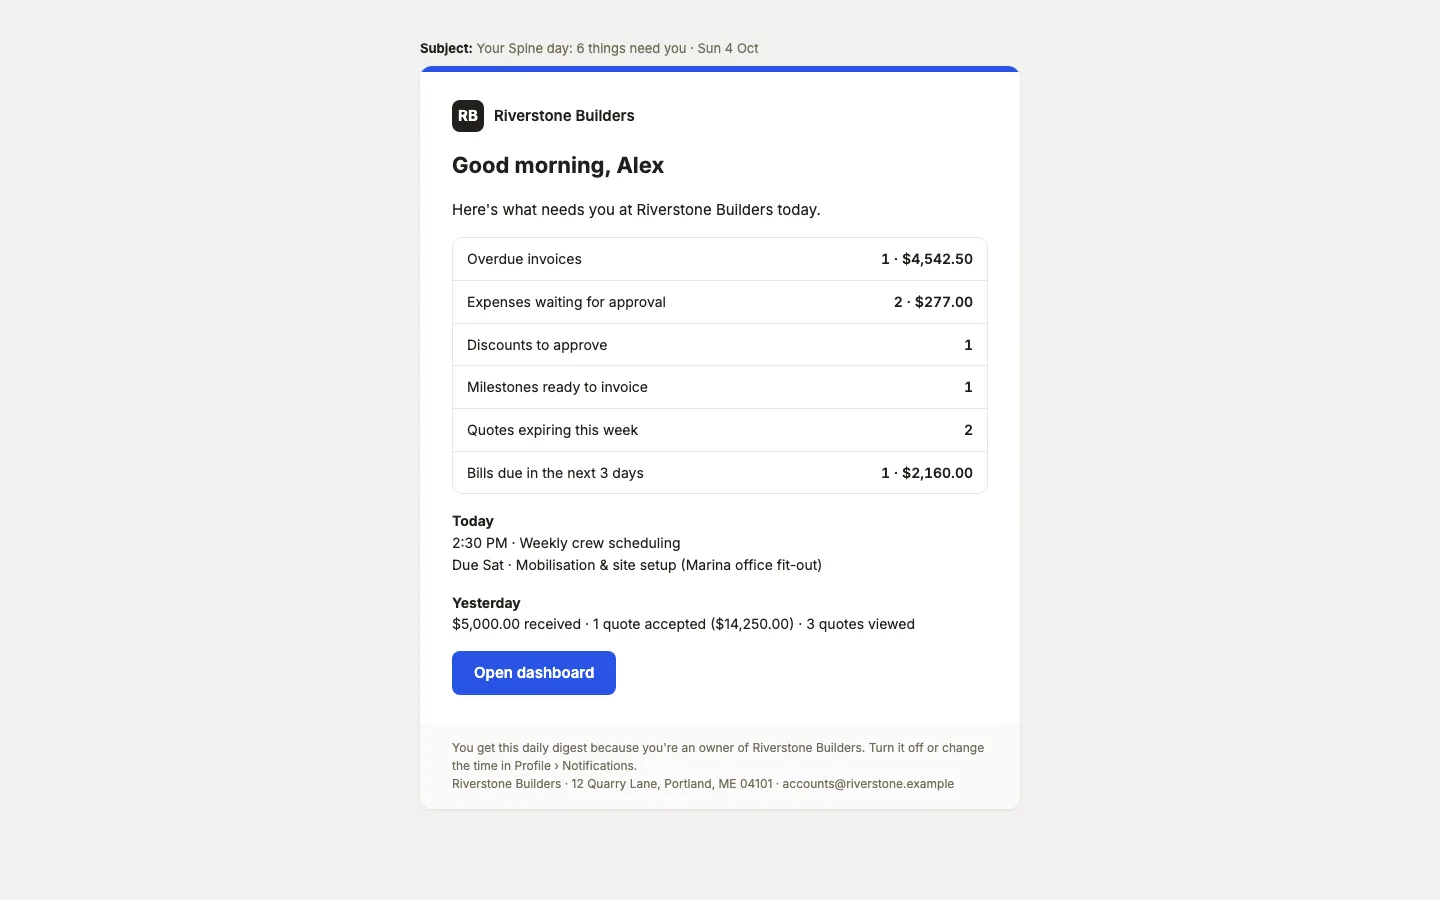 Subject: Your Spine day: 6 things need you · Sun 4 Oct
RB Riverstone Builders
Good morning, Alex
Here's what needs you at Riverstone Builders today.
Overdue invoices 1 · $4,542.50
Expenses waiting for approval 2 · $277.00
Discounts to approve 1
Milestones ready to invoice 1
Quotes expiring this week 2
Bills due in the next 3 days 1 · $2,160.00
Today
2:30 PM · Weekly crew scheduling
Due Sat · Mobilisation & site setup (Marina office fit-out)
Yesterday
$5,000.00 received · 1 quote accepted ($14,250.00) · 3 quotes viewed
Open dashboard
You get this daily digest because you're an owner of Riverstone Builders. Turn it off or change
the time in Profile › Notifications.
Riverstone Builders · 12 Quarry Lane, Portland, ME 04101 · accounts@riverstone.example